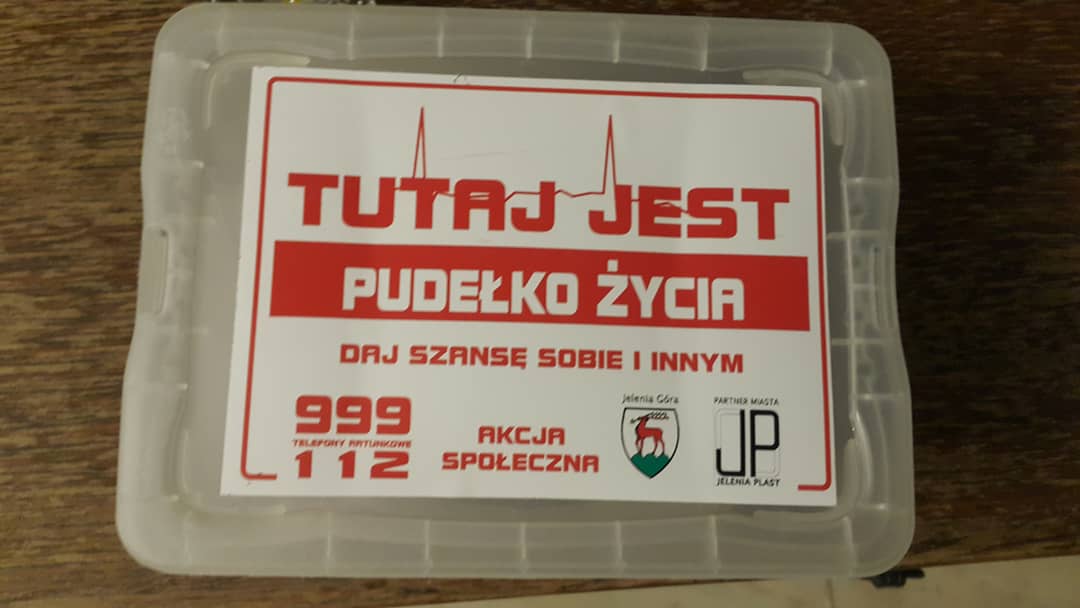 TUTAJ JEST
PUDEŁKO ŻYCIA
DAJ SZANSĘ SOBIE I INNYM
999
TELEFONY RATUNKOWE
112
AKCJA
SPOŁECZNA
Jelenia Góra
PARTNER MIASTA
JP
JELENIA PLAST